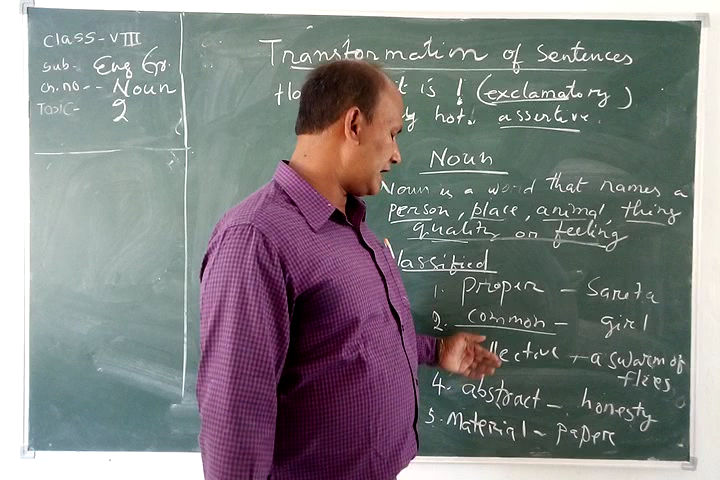 Class-VIII
Sub- Eng Gr.
Ch.no-- Noun
Topic- 2
Transformation of Sentences
t is ! (exclamatory)
hot. assertive.
Noun
Noun is a word that names a
person, place, animal, thing
quality or feeling
lassified
1. Proper - Sareta
2. common - girl
llective - a swarm of
flies
4. abstract - honesty
5. Material - paper